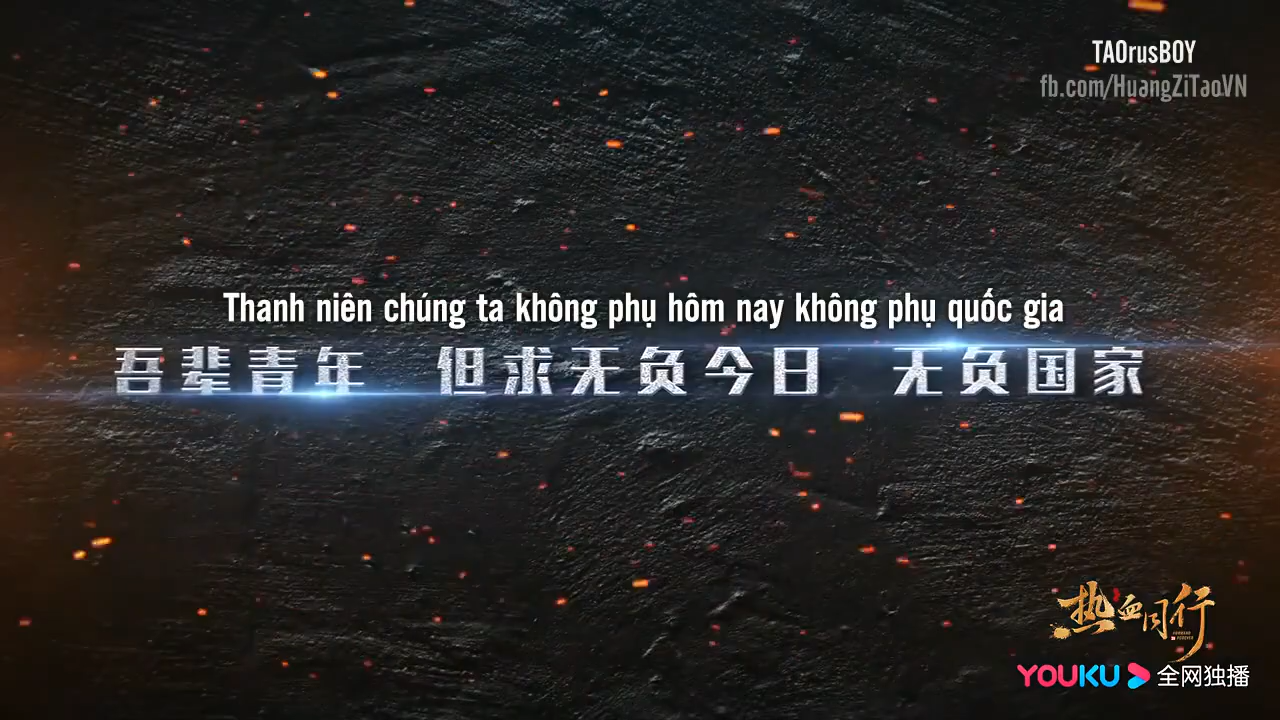 TAOrusBOY
fb.com/HuangZiTaoVN
Thanh niên chúng ta không phụ hôm nay không phụ quốc gia
吾辈青年 但求无负今日 无负国家
热血同行
YOUKU 全网独播